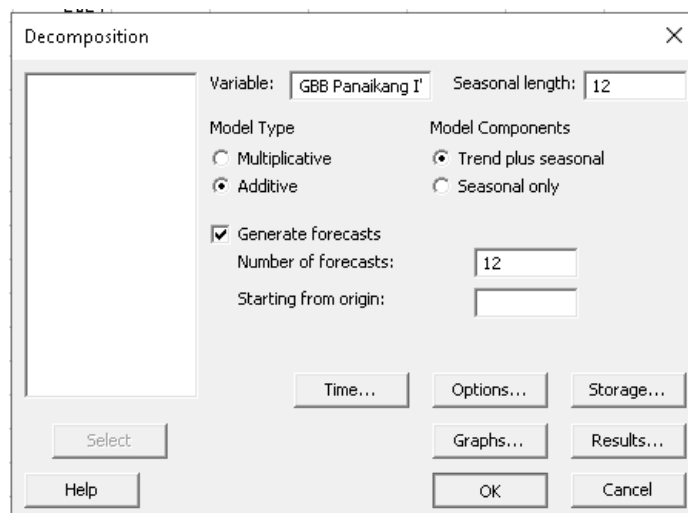 Decomposition
Variable: GBB Panaikang I' Seasonal length: 12
Model Type Model Components
Multiplicative Trend plus seasonal
Additive Seasonal only
Generate forecasts
Number of forecasts: 12
Starting from origin:
Time... Options... Storage...
Select Graphs... Results...
Help OK Cancel